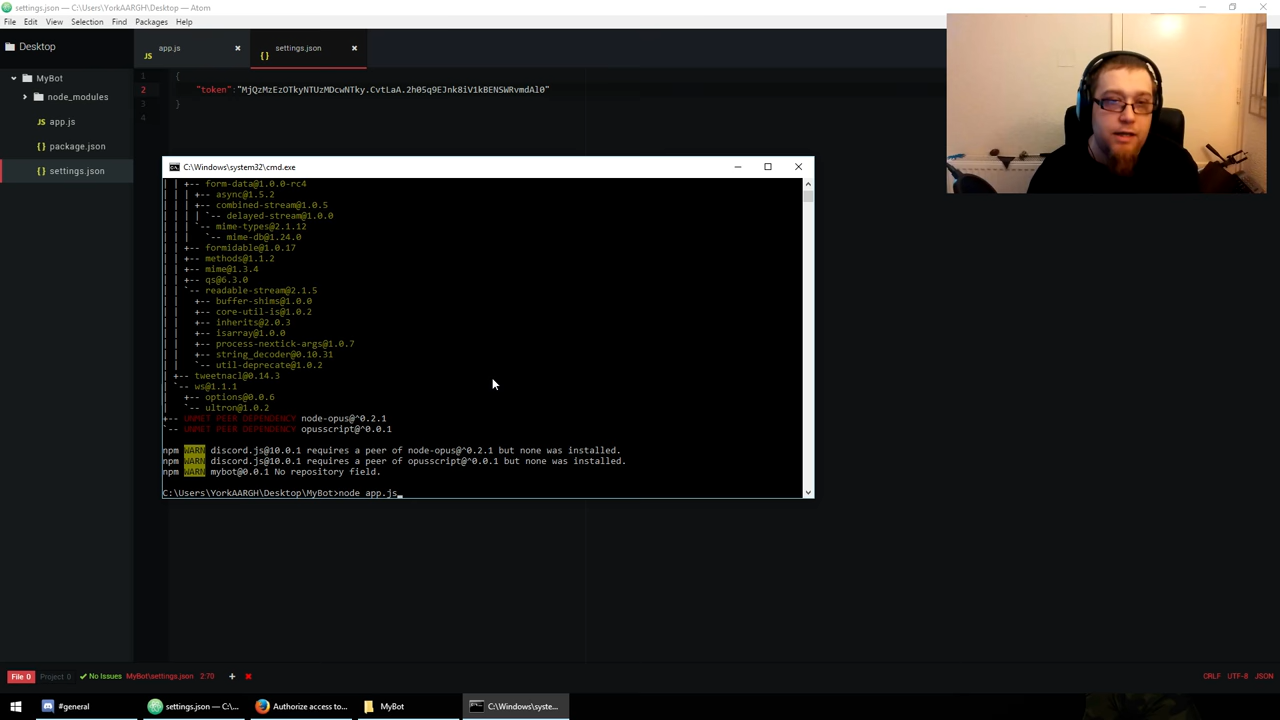 settings.json — C:\Users\YorkAARGH\Desktop — Atom
File Edit View Selection Find Packages Help
Desktop
JS app.js
{} settings.json
MyBot
node_modules
JS app.js
{} package.json
{} settings.json
1 {
2 "token":"MjQzMzEzOTkyNTUzMDcwNTky.CvtLaA.2h0Sq9EJnk8iV1kBENSWRvmdAl0"
3 }
4
C:\Windows\system32\cmd.exe
| | +-- form-data@1.0.0-rc4
| | | +-- async@1.5.2
| | | +-- combined-stream@1.0.5
| | | | `-- delayed-stream@1.0.0
| | | `-- mime-types@2.1.12
| | |   `-- mime-db@1.24.0
| | +-- formidable@1.0.17
| | +-- methods@1.1.2
| | +-- mime@1.3.4
| | +-- qs@6.3.0
| | `-- readable-stream@2.1.5
| |   +-- buffer-shims@1.0.0
| |   +-- core-util-is@1.0.2
| |   +-- inherits@2.0.3
| |   +-- isarray@1.0.0
| |   +-- process-nextick-args@1.0.7
| |   +-- string_decoder@0.10.31
| |   `-- util-deprecate@1.0.2
| +-- tweetnacl@0.14.3
| `-- ws@1.1.1
|   +-- options@0.0.6
|   `-- ultron@1.0.2
+-- UNMET PEER DEPENDENCY node-opus@^0.2.1
`-- UNMET PEER DEPENDENCY opusscript@^0.0.1
npm WARN discord.js@10.0.1 requires a peer of node-opus@^0.2.1 but none was installed.
npm WARN discord.js@10.0.1 requires a peer of opusscript@^0.0.1 but none was installed.
npm WARN mybot@0.0.1 No repository field.
C:\Users\YorkAARGH\Desktop\MyBot>node app.js_
File 0 Project 0 No Issues MyBot\settings.json 2:70 CRLF UTF-8 JSON
#general
settings.json — C:\...
Authorize access to...
MyBot
C:\Windows\syste...